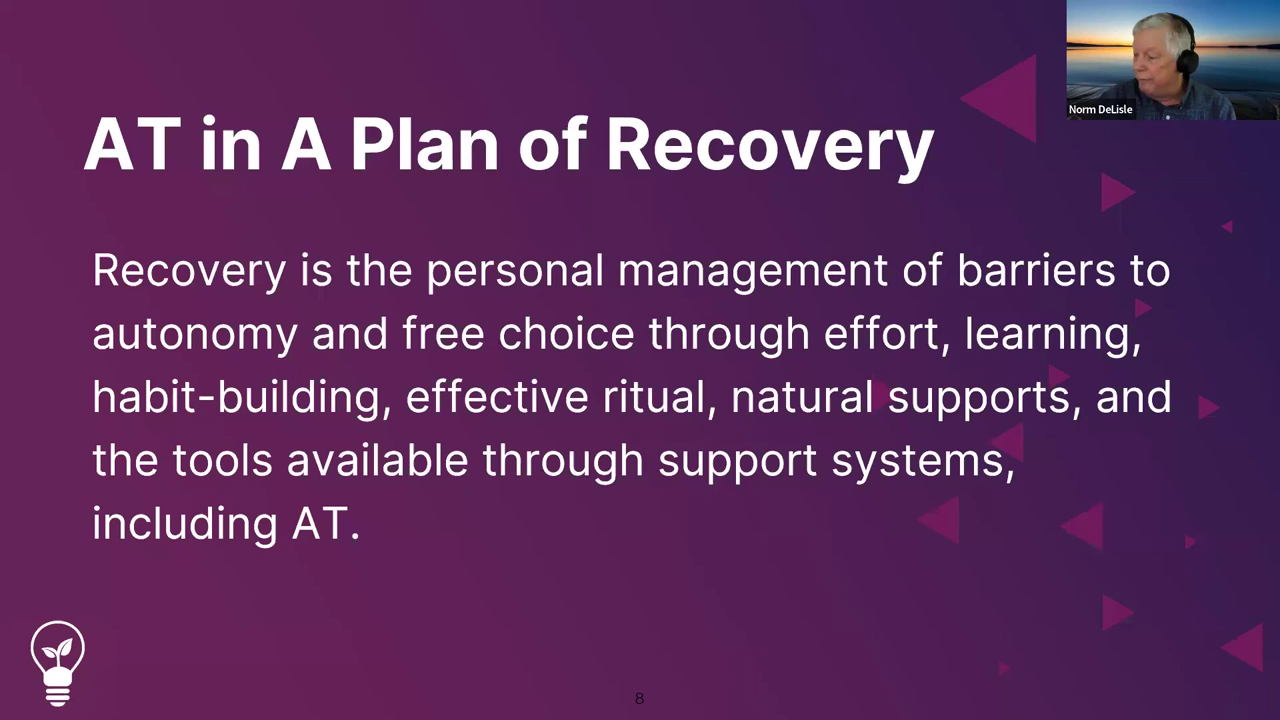 Norm DeLisle
AT in A Plan of Recovery
Recovery is the personal management of barriers to
autonomy and free choice through effort, learning,
habit-building, effective ritual, natural supports, and
the tools available through support systems,
including AT.
8